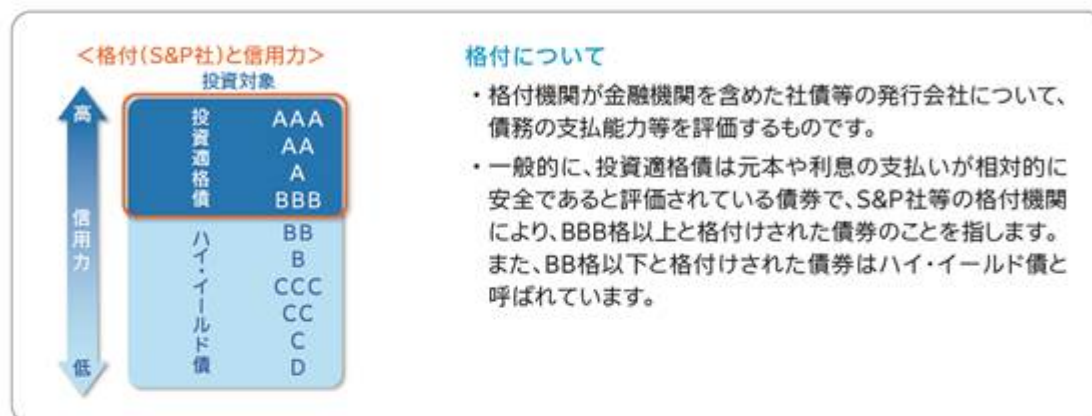 <格付(S&P社)と信用力>
投資対象
高
信用力
低
投資適格債
AAA
AA
A
BBB
ハイ・イールド債
BB
B
CCC
CC
C
D
格付について
・格付機関が金融機関を含めた社債等の発行会社について、
債務の支払能力等を評価するものです。
・一般的に、投資適格債は元本や利息の支払いが相対的に
安全であると評価されている債券で、S&P社等の格付機関
により、BBB格以上と格付けされた債券のことを指します。
また、BB格以下と格付けされた債券はハイ・イールド債と
呼ばれています。